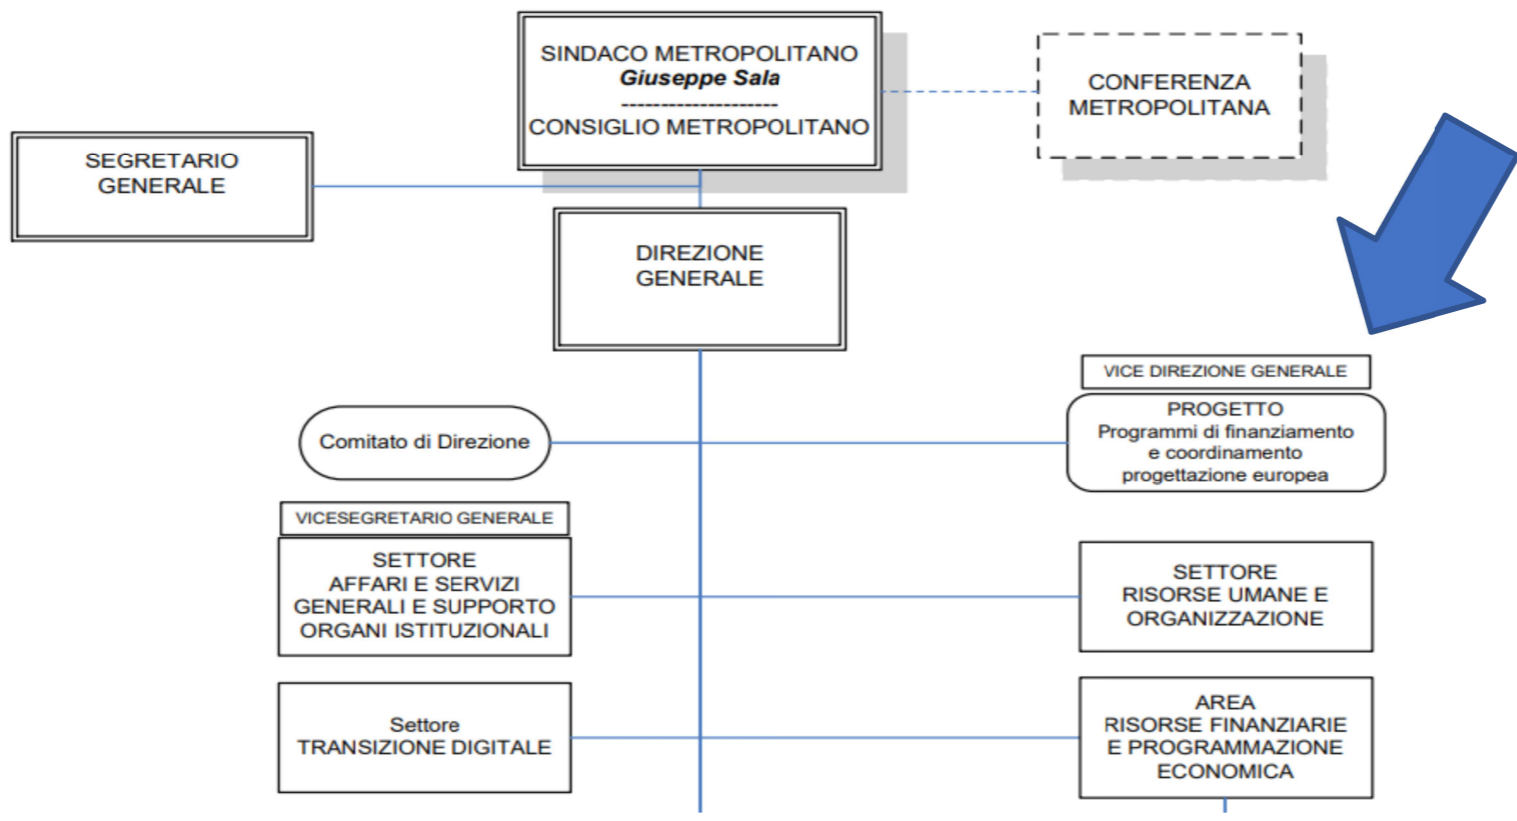 SINDACO METROPOLITANO
Giuseppe Sala
--------------------
CONSIGLIO METROPOLITANO
CONFERENZA
METROPOLITANA
SEGRETARIO
GENERALE
DIREZIONE
GENERALE
VICE DIREZIONE GENERALE
PROGETTO
Programmi di finanziamento
e coordinamento
progettazione europea
Comitato di Direzione
VICESEGRETARIO GENERALE
SETTORE
AFFARI E SERVIZI
GENERALI E SUPPORTO
ORGANI ISTITUZIONALI
SETTORE
RISORSE UMANE E
ORGANIZZAZIONE
Settore
TRANSIZIONE DIGITALE
AREA
RISORSE FINANZIARIE
E PROGRAMMAZIONE
ECONOMICA